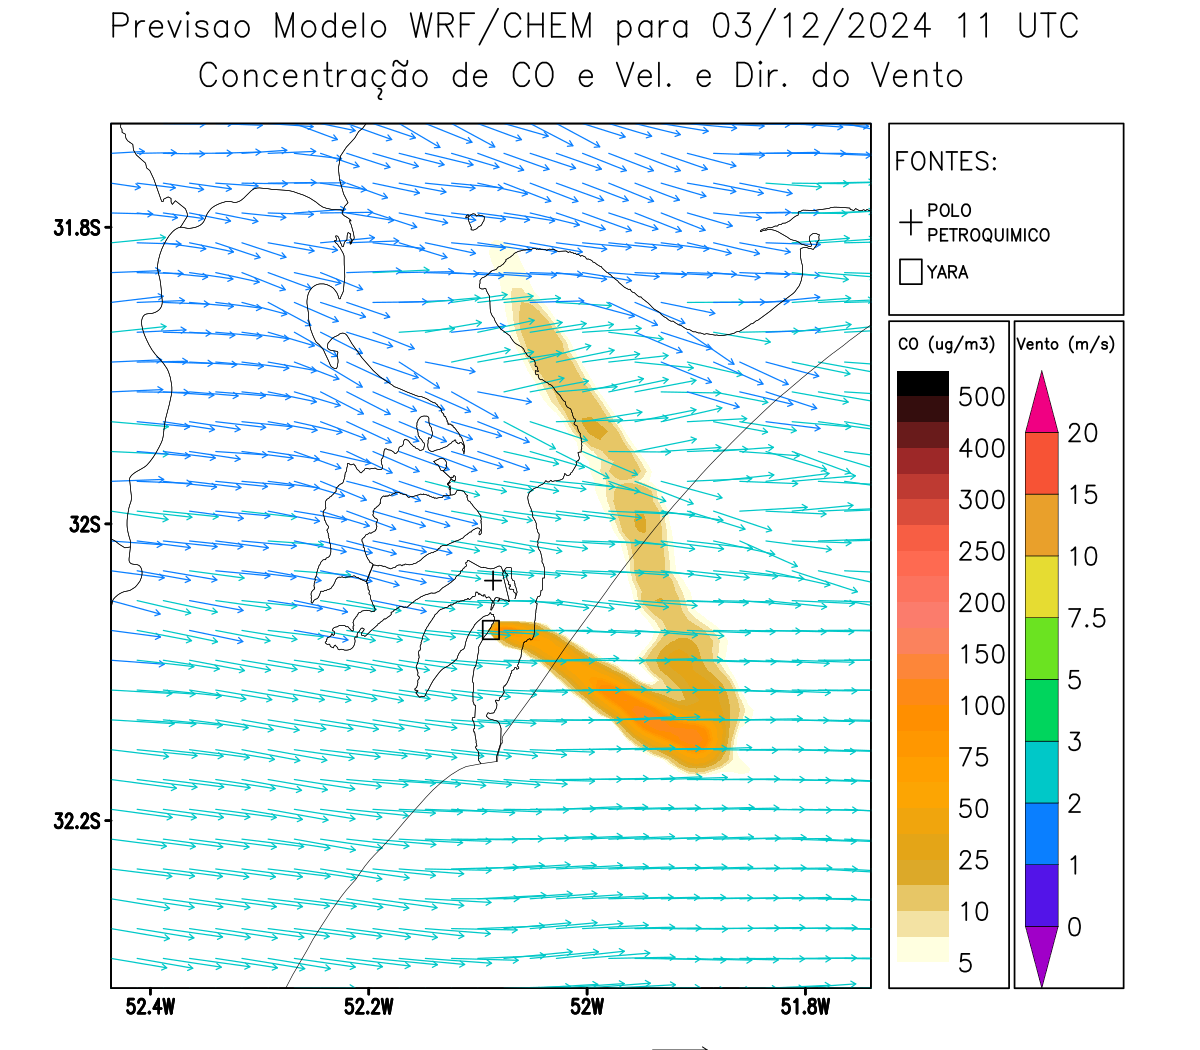 Previsao Modelo WRF/CHEM para 03/12/2024 11 UTC
Concentração de CO e Vel. e Dir. do Vento
FONTES:
POLO
PETROQUIMICO
YARA
CO (ug/m3)
500
400
300
250
200
150
100
75
50
25
10
5
Vento (m/s)
20
15
10
7.5
5
3
2
1
0
31.8S
32S
32.2S
52.4W
52.2W
52W
51.8W